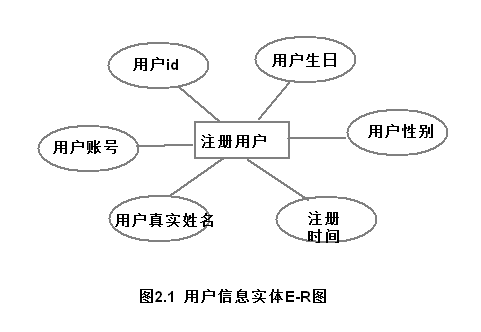 用户id
用户生日
注册用户
用户性别
用户账号
用户真实姓名
注册
时间
图2.1 用户信息实体E-R图